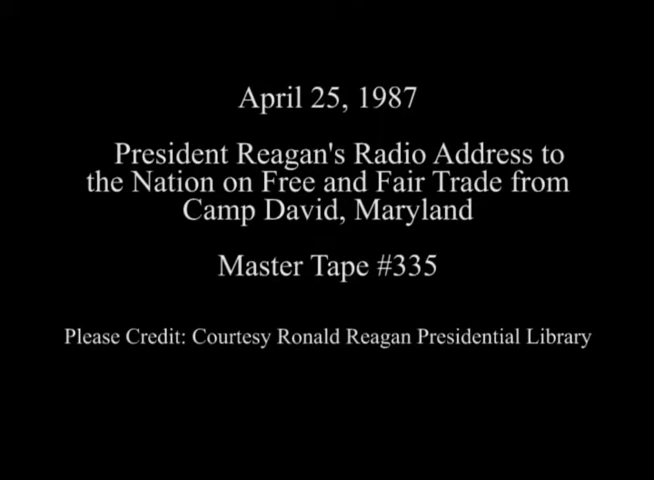 April 25, 1987
President Reagan's Radio Address to
the Nation on Free and Fair Trade from
Camp David, Maryland
Master Tape #335
Please Credit: Courtesy Ronald Reagan Presidential Library